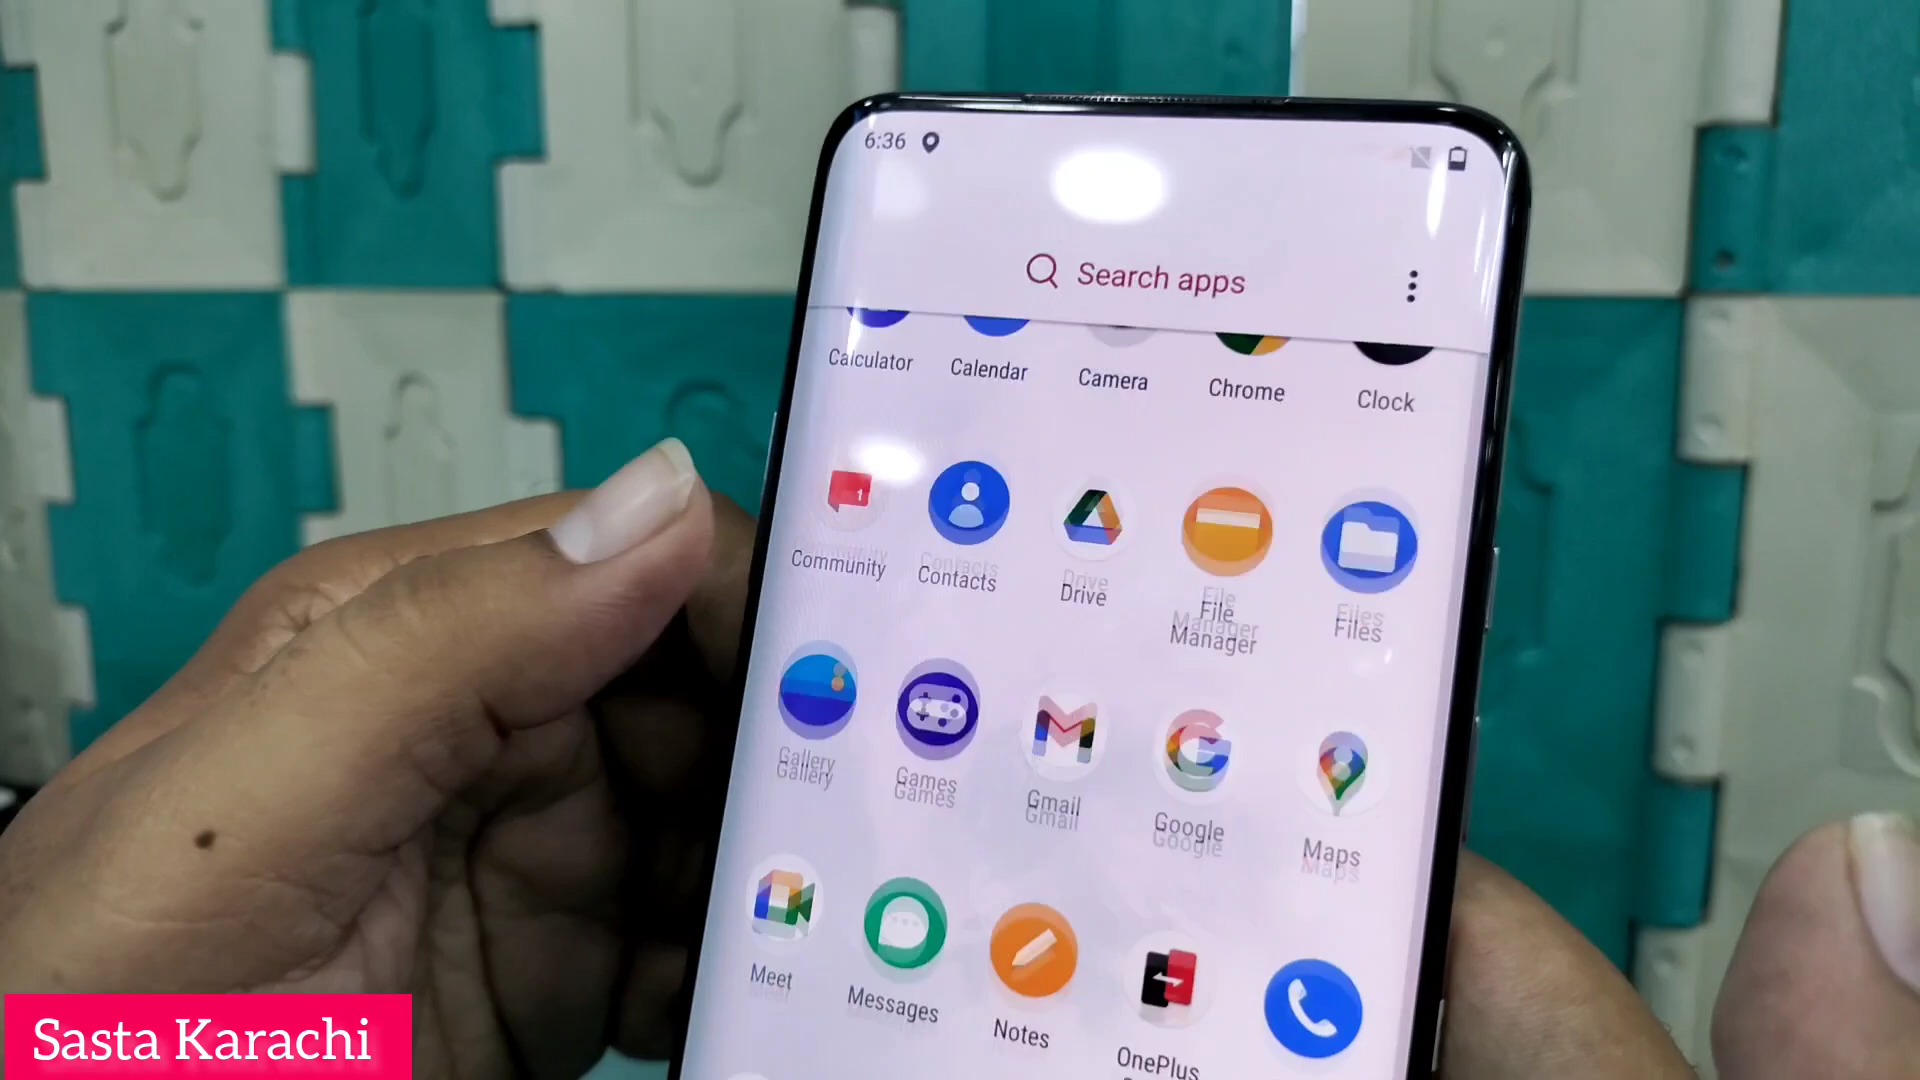 6:36
Search apps
Calculator
Calendar
Camera
Chrome
Clock
1
Community
Contacts
Drive
File
Manager
Files
Gallery
Games
Gmail
Google
Maps
Meet
Messages
Notes
OnePlus
Sasta Karachi